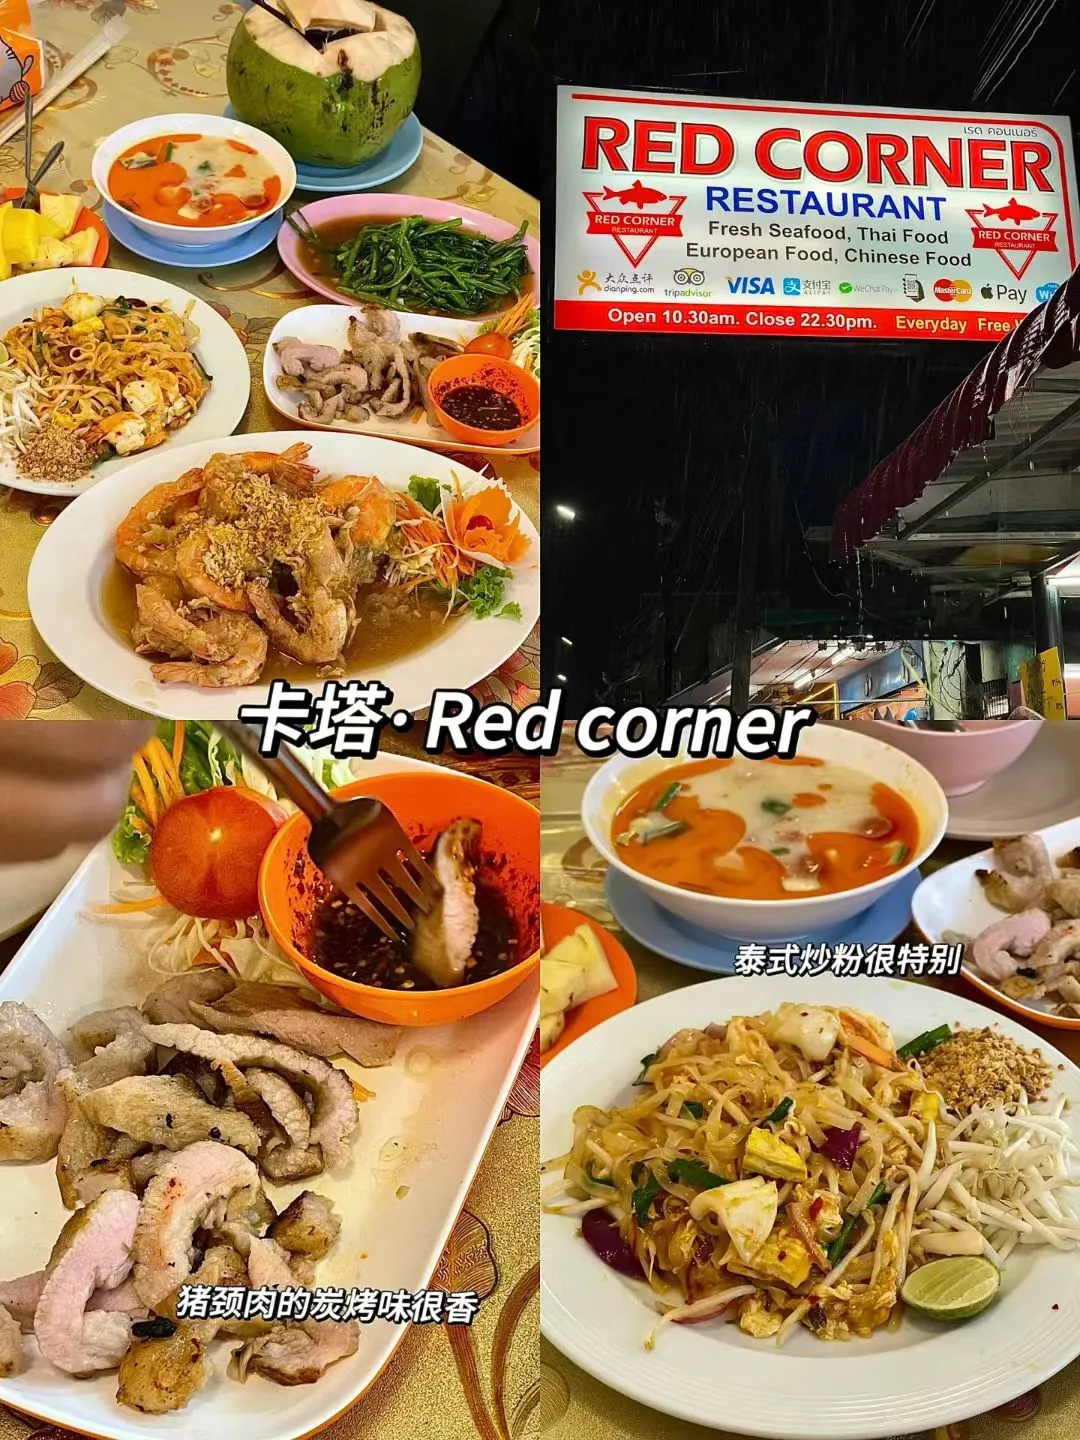 เรด คอนเนอร์
RED CORNER
RESTAURANT
RED CORNER
RESTAURANT
RED CORNER
RESTAURANT
Fresh Seafood, Thai Food
European Food, Chinese Food
大众点评
dianping.com
tripadvisor
VISA
支付宝
ALIPAY
WeChat Pay
MasterCard
Pay
Open 10.30am. Close 22.30pm. Everyday Free
卡塔· Red corner
泰式炒粉很特别
猪颈肉的炭烤味很香